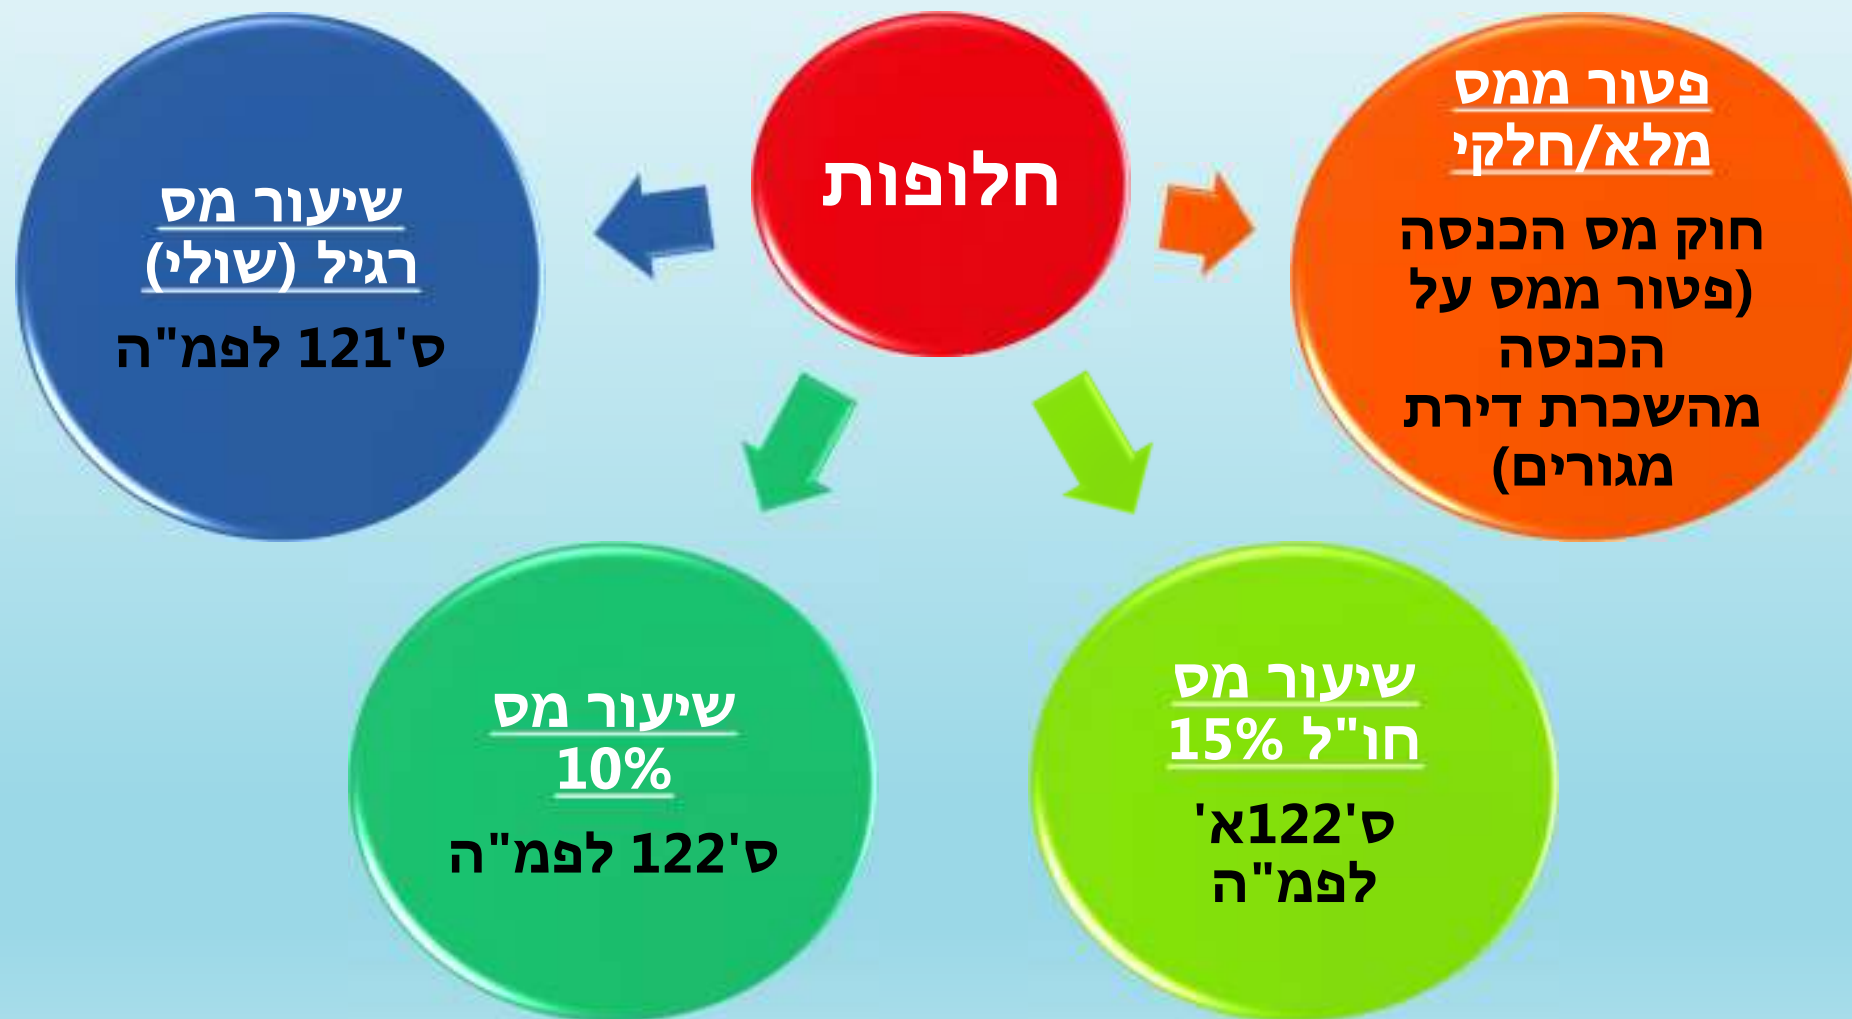 חלופות
פטור ממס
מלא/חלקי
חוק מס הכנסה
(פטור ממס על
הכנסה
מהשכרת דירת
מגורים)
שיעור מס
חו"ל 15%
ס'122א'
לפמ"ה
שיעור מס
10%
ס'122 לפמ"ה
שיעור מס
רגיל (שולי)
ס'121 לפמ"ה